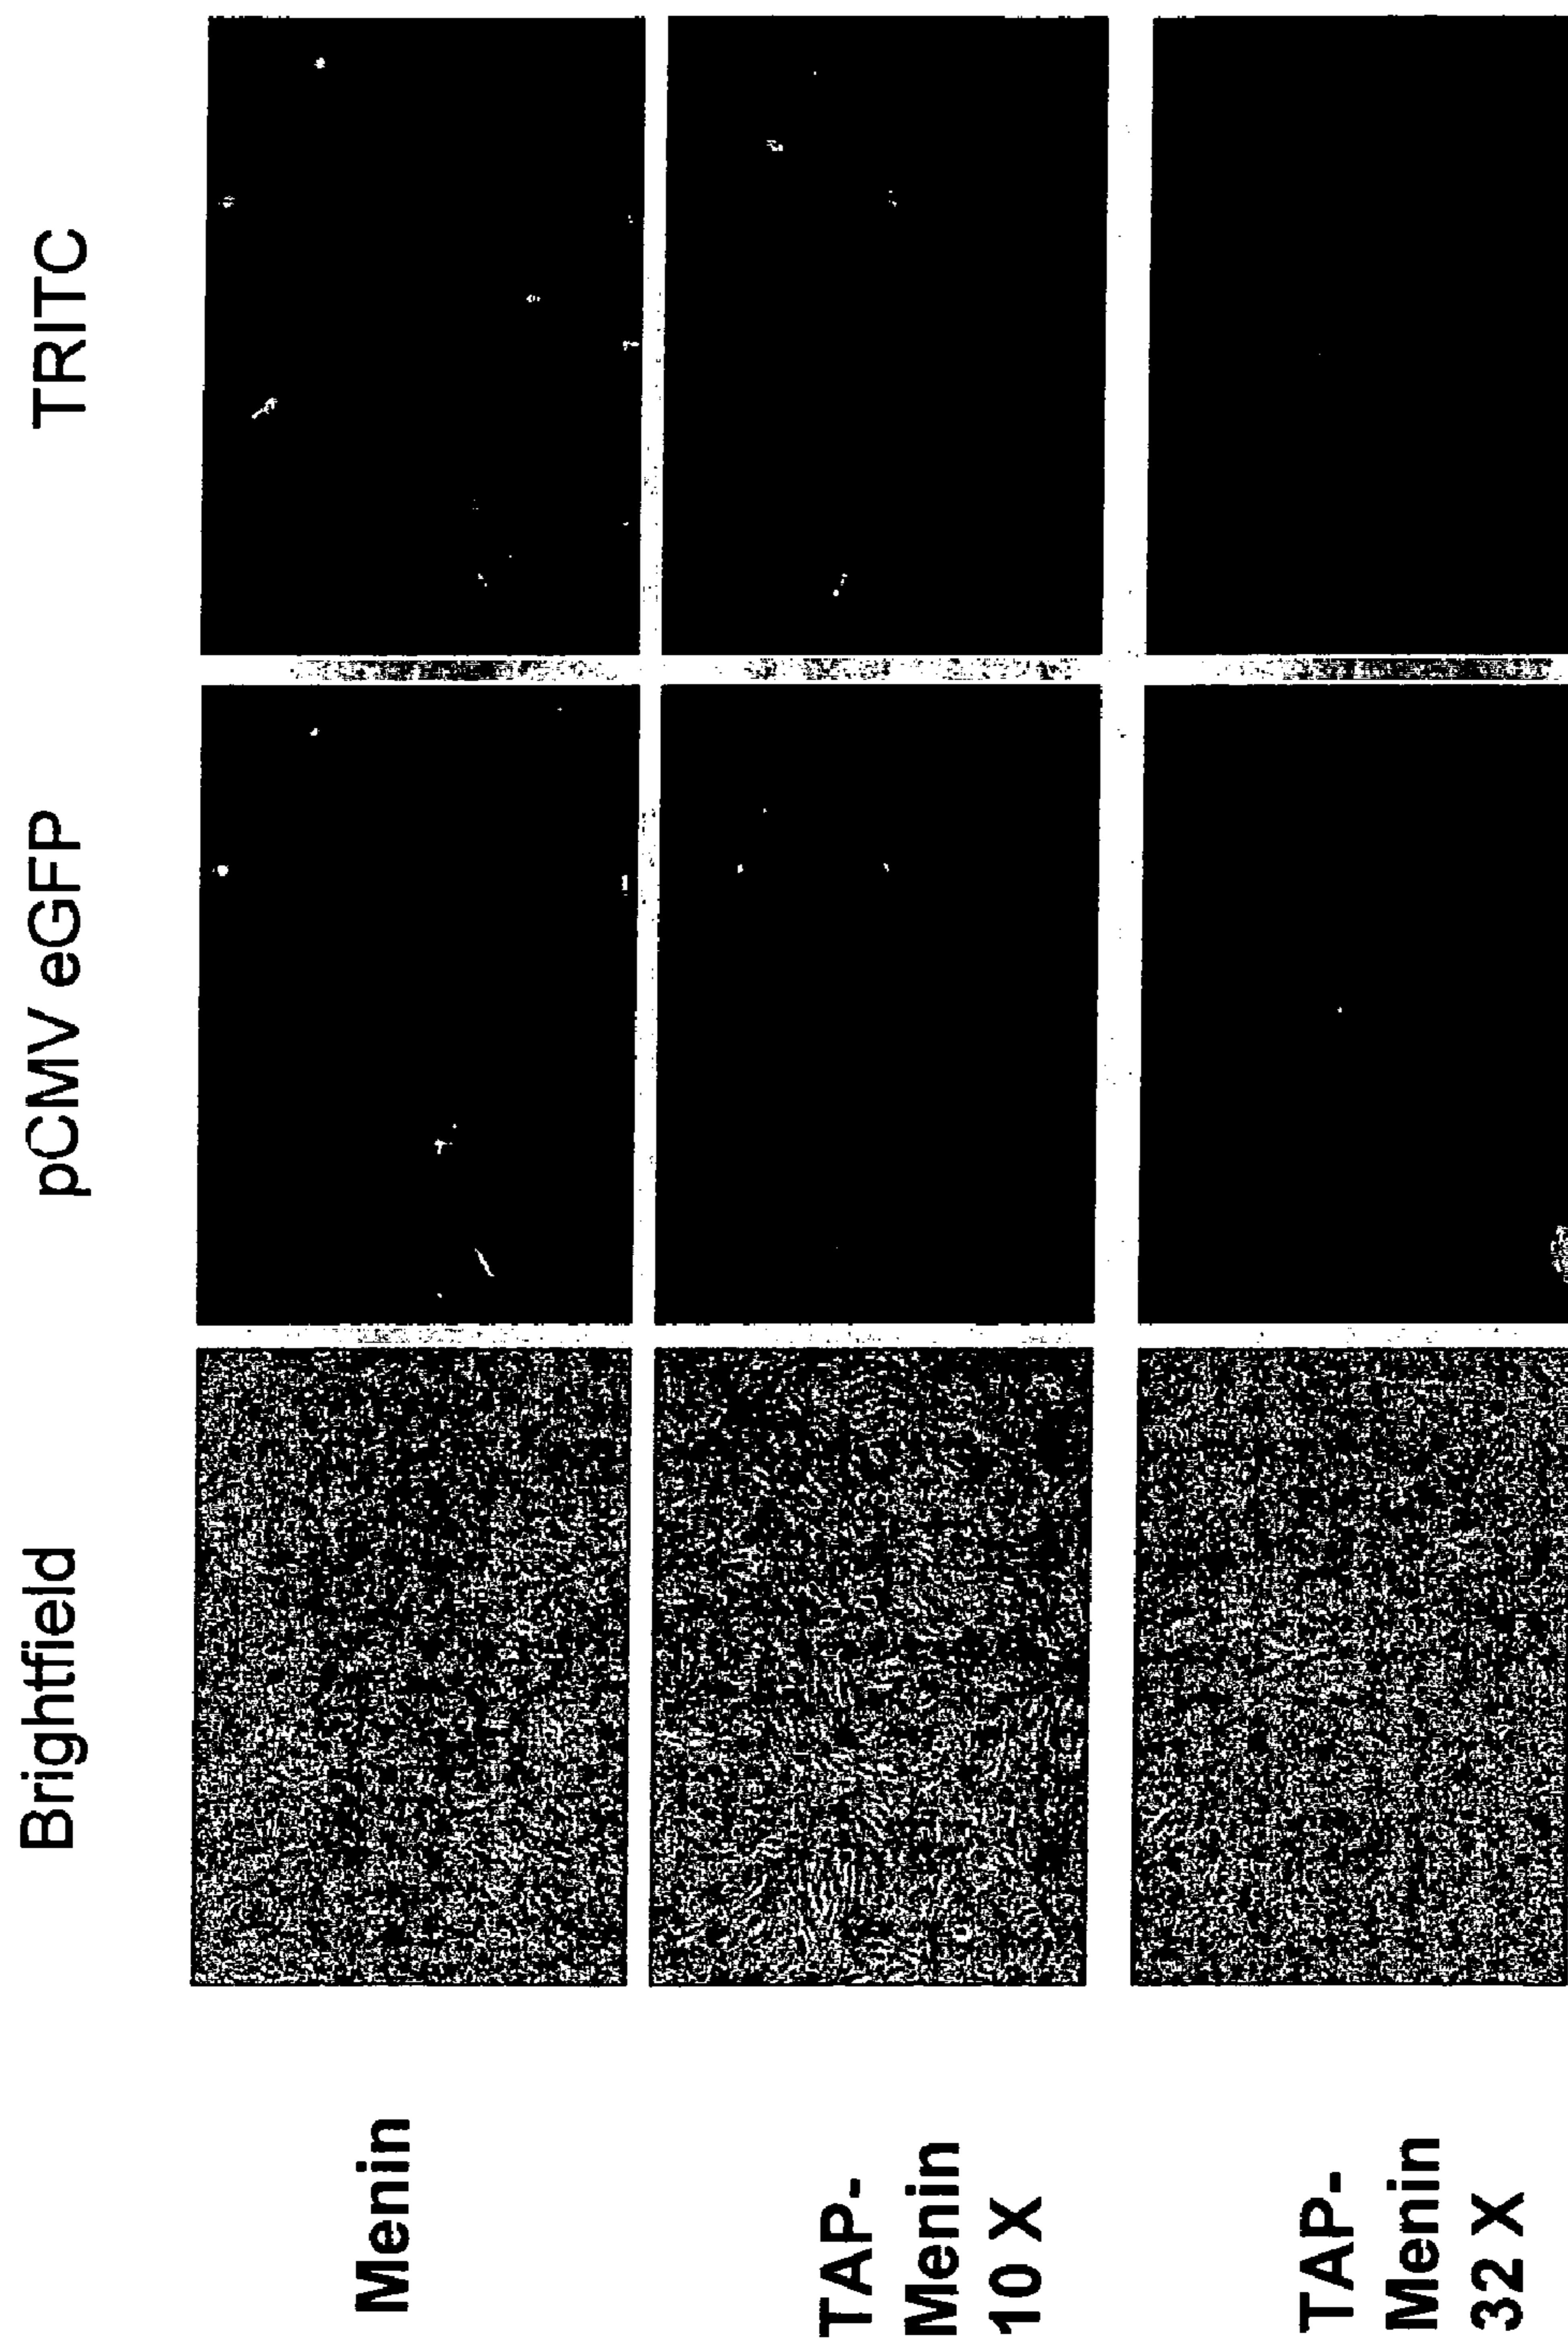 Brightfield
pCMV eGFP
TRITC
Menin
TAP-
Menin
10 X
TAP-
Menin
32 X